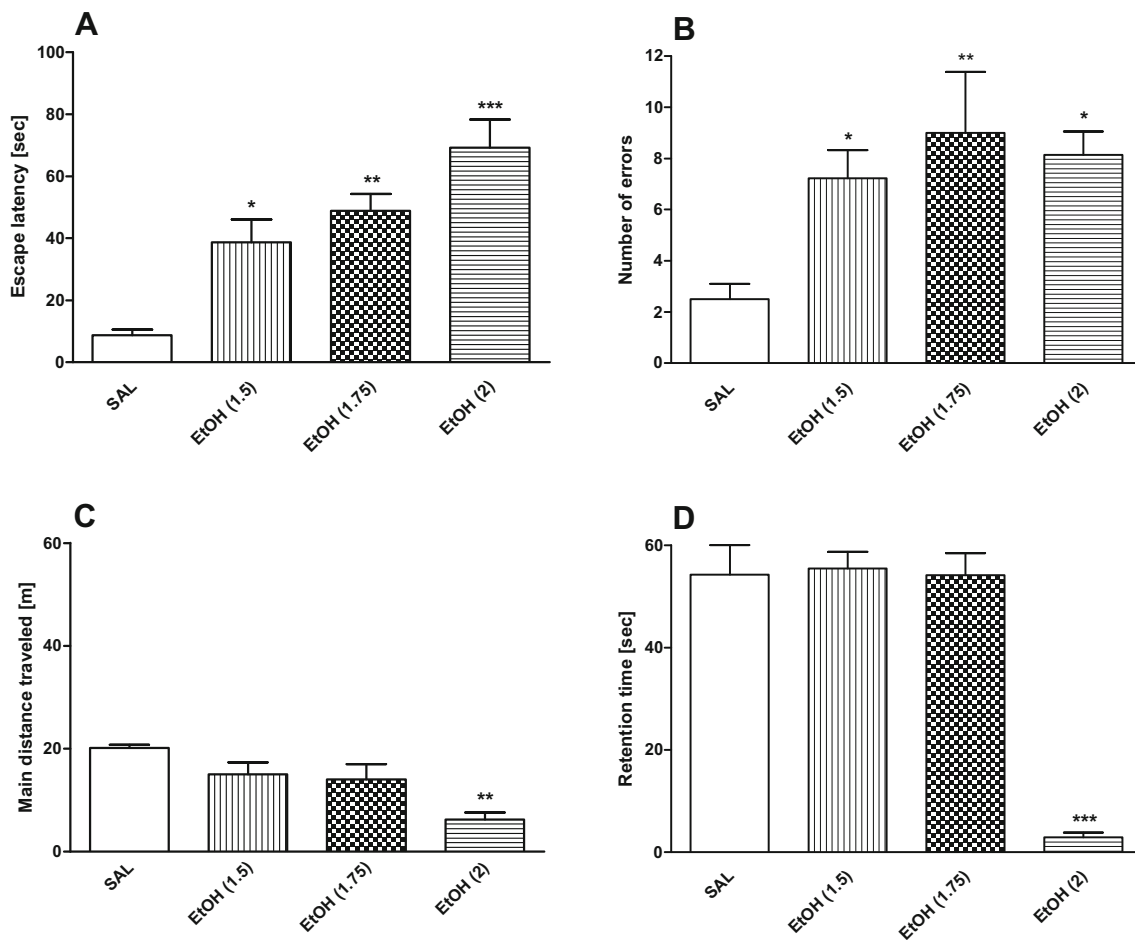 A
Escape latency [sec]
100
80
60
40
20
0
*
**
***
SAL
EtOH (1.5)
EtOH (1.75)
EtOH (2)
B
Number of errors
12
10
8
6
4
2
0
*
**
*
SAL
EtOH (1.5)
EtOH (1.75)
EtOH (2)
C
Main distance traveled [m]
60
40
20
0
**
SAL
EtOH (1.5)
EtOH (1.75)
EtOH (2)
D
Retention time [sec]
60
40
20
0
***
SAL
EtOH (1.5)
EtOH (1.75)
EtOH (2)